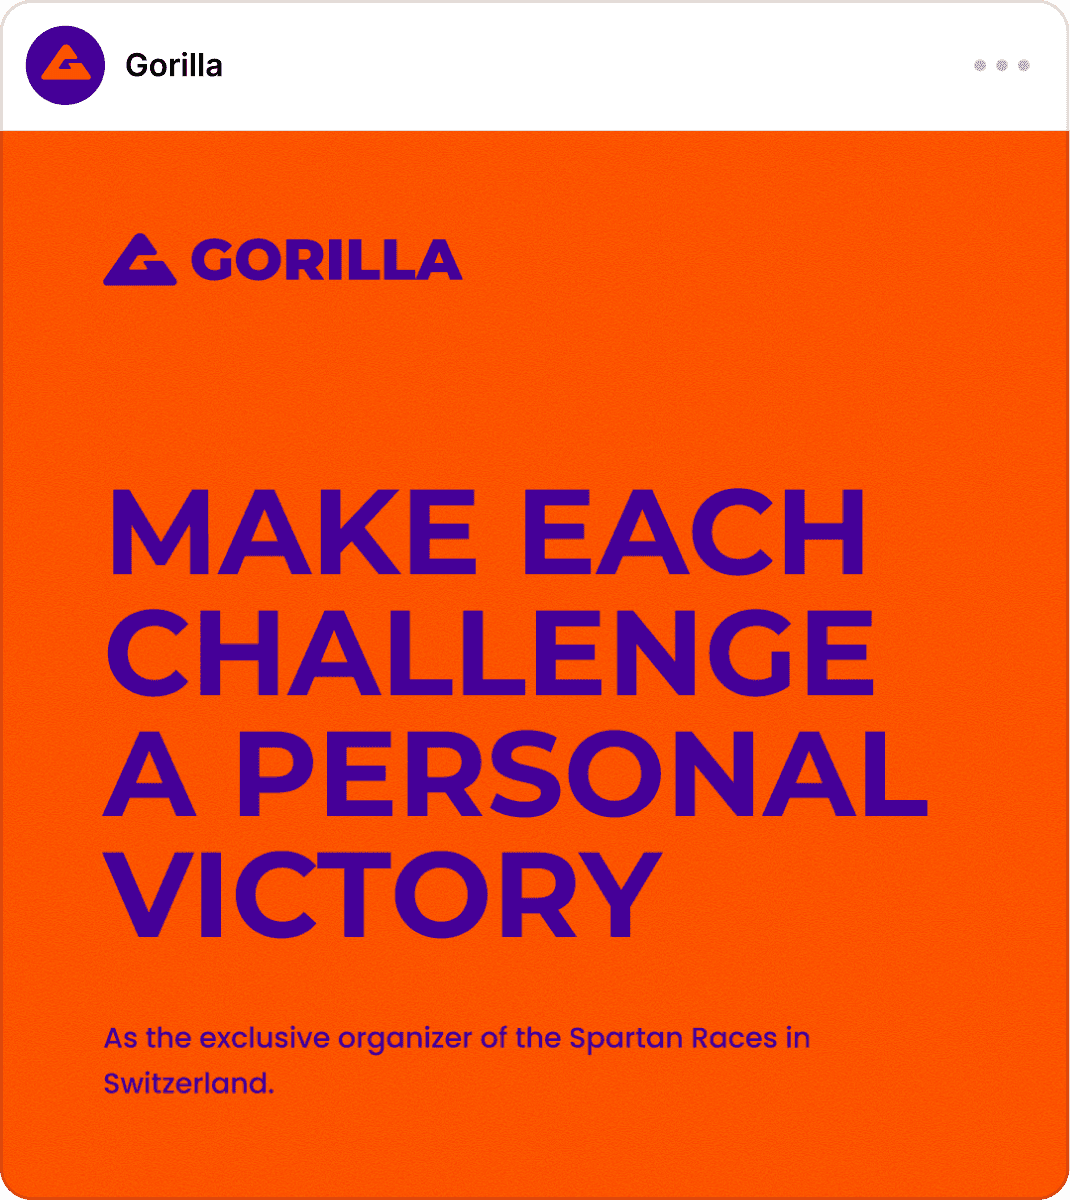 Gorilla
GORILLA
MAKE EACH
CHALLENGE
A PERSONAL
VICTORY
As the exclusive organizer of the Spartan Races in
Switzerland.